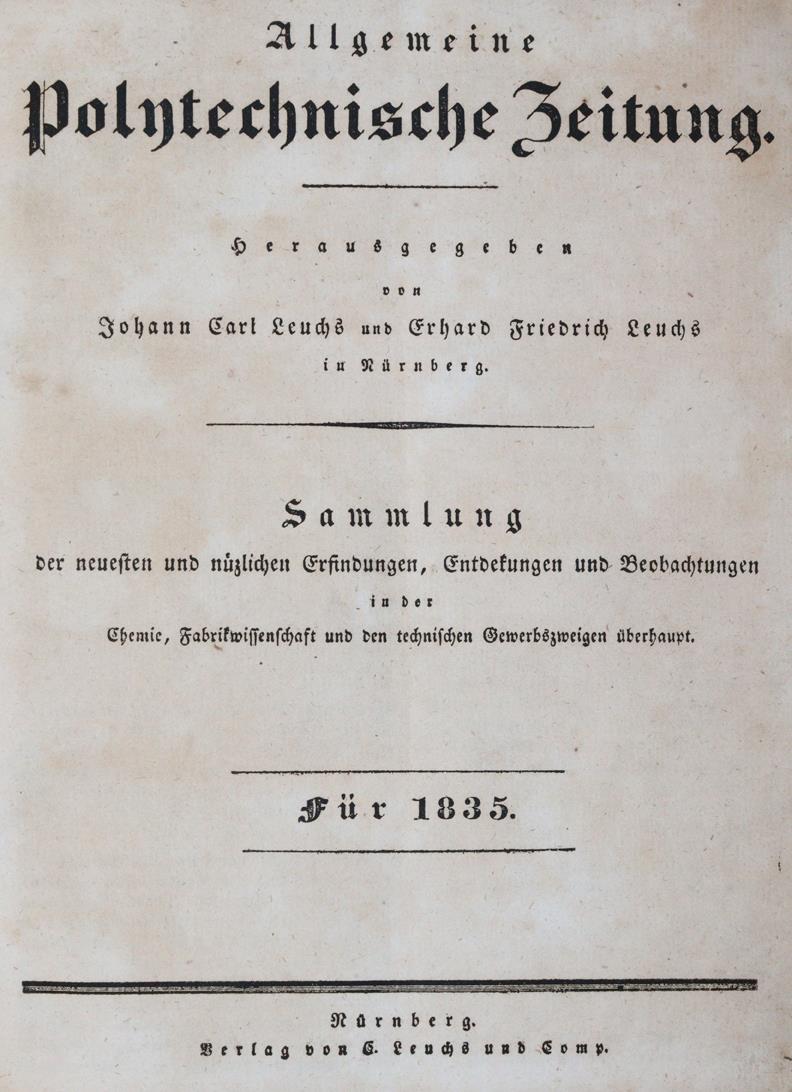 Allgemeine
Polytechnische Zeitung.
Herausgegeben
von
Johann Carl Leuchs und Erhard Friedrich Leuchs
in Nürnberg.
Sammlung
der neueſten und nüzlichen Erfindungen, Entdekungen und Beobachtungen
in der
Chemie, Fabrikwiſſenſchaft und den techniſchen Gewerbszweigen überhaupt.
Für 1835.
Nürnberg.
Verlag von C. Leuchs und Comp.